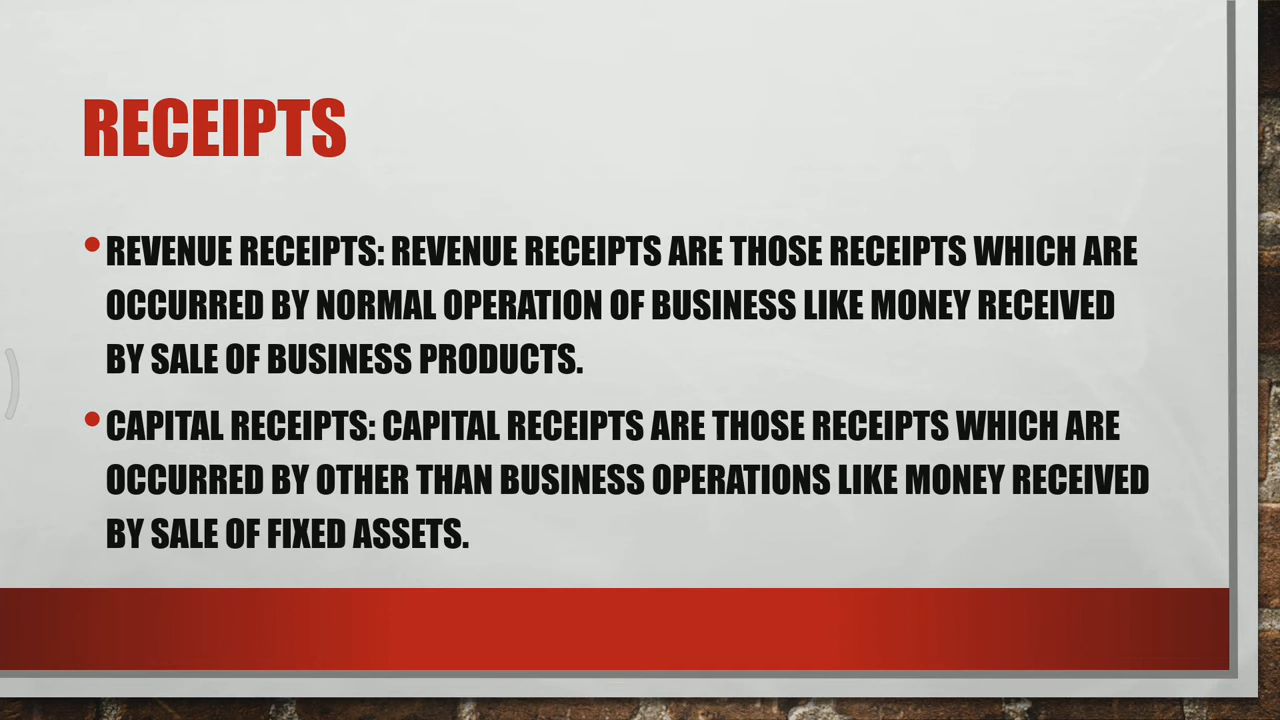 RECEIPTS
•REVENUE RECEIPTS: REVENUE RECEIPTS ARE THOSE RECEIPTS WHICH ARE
OCCURRED BY NORMAL OPERATION OF BUSINESS LIKE MONEY RECEIVED
BY SALE OF BUSINESS PRODUCTS.
•CAPITAL RECEIPTS: CAPITAL RECEIPTS ARE THOSE RECEIPTS WHICH ARE
OCCURRED BY OTHER THAN BUSINESS OPERATIONS LIKE MONEY RECEIVED
BY SALE OF FIXED ASSETS.